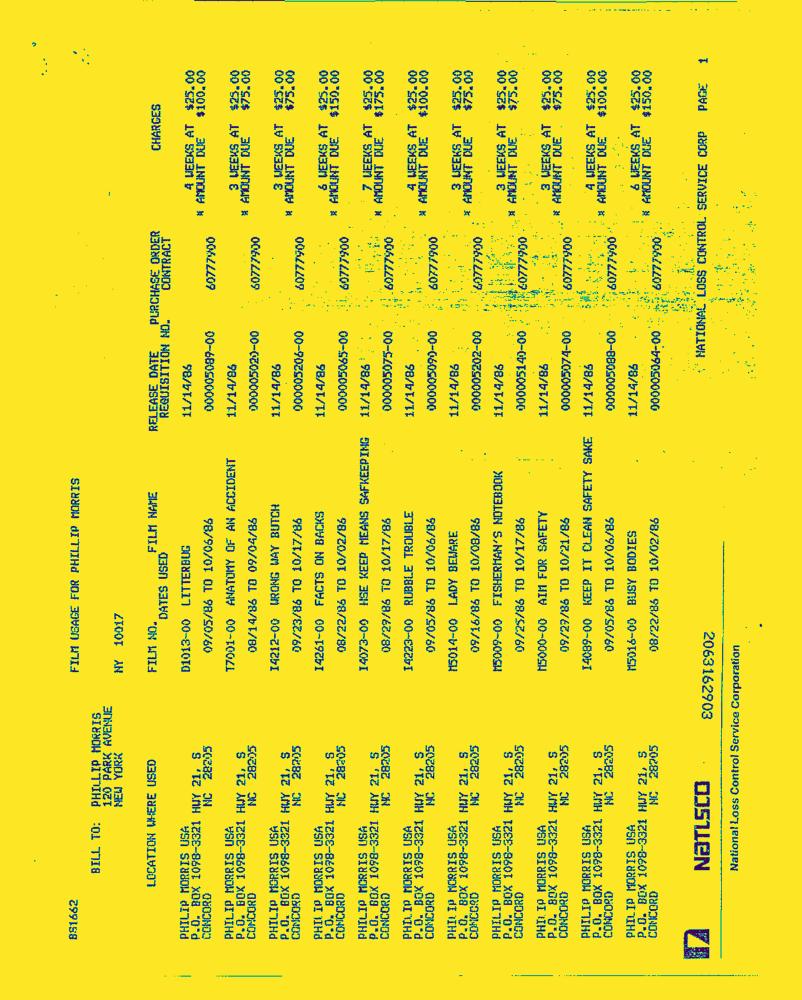 BS1662 FILM USAGE FOR PHILLIP MORRIS
BILL TO: PHILLIP MORRIS
120 PARK AVENUE
NEW YORK NY 10017
LOCATION WHERE USED FILM NO. FILM NAME RELEASE DATE PURCHASE ORDER CHARGES
DATES USED REQUISITION NO. CONTRACT
PHILIP MORRIS USA D1013-00 LITTERBUG 11/14/86 4 WEEKS AT $25.00
P.O. BOX 1098-3321 HWY 21, S * AMOUNT DUE $100.00
CONCORD NC 28205 09/05/86 TO 10/06/86 000005089-00 60777900
PHILIP MORRIS USA T7001-00 ANATOMY OF AN ACCIDENT 11/14/86 3 WEEKS AT $25.00
P.O. BOX 1098-3321 HWY 21, S * AMOUNT DUE $75.00
CONCORD NC 28205 08/14/86 TO 09/04/86 000005020-00 60777900
PHILIP MORRIS USA I4212-00 WRONG WAY BUTCH 11/14/86 3 WEEKS AT $25.00
P.O. BOX 1098-3321 HWY 21, S * AMOUNT DUE $75.00
CONCORD NC 28205 09/23/86 TO 10/17/86 000005206-00 60777900
PHILIP MORRIS USA I4261-00 FACTS ON BACKS 11/14/86 6 WEEKS AT $25.00
P.O. BOX 1098-3321 HWY 21, S * AMOUNT DUE $150.00
CONCORD NC 28205 08/22/86 TO 10/02/86 000005065-00 60777900
PHILIP MORRIS USA I4073-00 HSE KEEP MEANS SAFKEEPING 11/14/86 7 WEEKS AT $25.00
P.O. BOX 1098-3321 HWY 21, S * AMOUNT DUE $175.00
CONCORD NC 28205 08/29/86 TO 10/17/86 000005075-00 60777900
PHILIP MORRIS USA I4223-00 RUBBLE TROUBLE 11/14/86 4 WEEKS AT $25.00
P.O. BOX 1098-3321 HWY 21, S * AMOUNT DUE $100.00
CONCORD NC 28205 09/05/86 TO 10/06/86 000005090-00 60777900
PHILIP MORRIS USA M5014-00 LADY BEWARE 11/14/86 3 WEEKS AT $25.00
P.O. BOX 1098-3321 HWY 21, S * AMOUNT DUE $75.00
CONCORD NC 28205 09/16/86 TO 10/08/86 000005202-00 60777900
PHILIP MORRIS USA M5009-00 FISHERMAN'S NOTEBOOK 11/14/86 3 WEEKS AT $25.00
P.O. BOX 1098-3321 HWY 21, S * AMOUNT DUE $75.00
CONCORD NC 28205 09/25/86 TO 10/17/86 000005140-00 60777900
PHILIP MORRIS USA M5000-00 AIM FOR SAFETY 11/14/86 3 WEEKS AT $25.00
P.O. BOX 1098-3321 HWY 21, S * AMOUNT DUE $75.00
CONCORD NC 28205 09/29/86 TO 10/21/86 000005074-00 60777900
PHILIP MORRIS USA I4089-00 KEEP IT CLEAN SAFETY SAKE 11/14/86 4 WEEKS AT $25.00
P.O. BOX 1098-3321 HWY 21, S * AMOUNT DUE $100.00
CONCORD NC 28205 09/05/86 TO 10/06/86 000005088-00 60777900
PHILIP MORRIS USA M5016-00 BUSY BODIES 11/14/86 6 WEEKS AT $25.00
P.O. BOX 1098-3321 HWY 21, S * AMOUNT DUE $150.00
CONCORD NC 28205 08/22/86 TO 10/02/86 000005064-00 60777900
NATIONAL LOSS CONTROL SERVICE CORP PAGE 1
NATLSCO 2063162903
National Loss Control Service Corporation